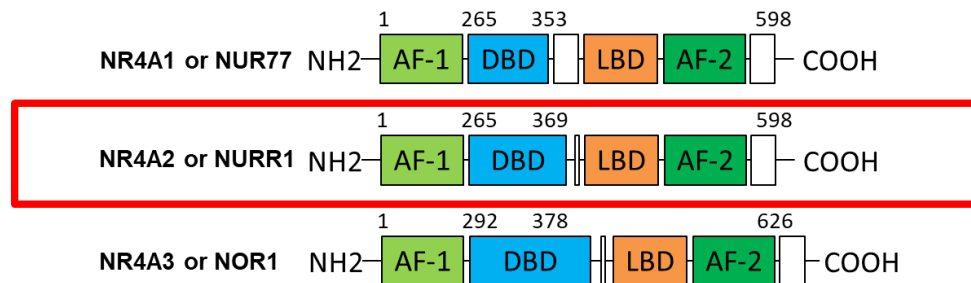 1 265 353 598
NR4A1 or NUR77 NH2 AF-1 DBD LBD AF-2 COOH
1 265 369 598
NR4A2 or NURR1 NH2 AF-1 DBD LBD AF-2 COOH
1 292 378 626
NR4A3 or NOR1 NH2 AF-1 DBD LBD AF-2 COOH